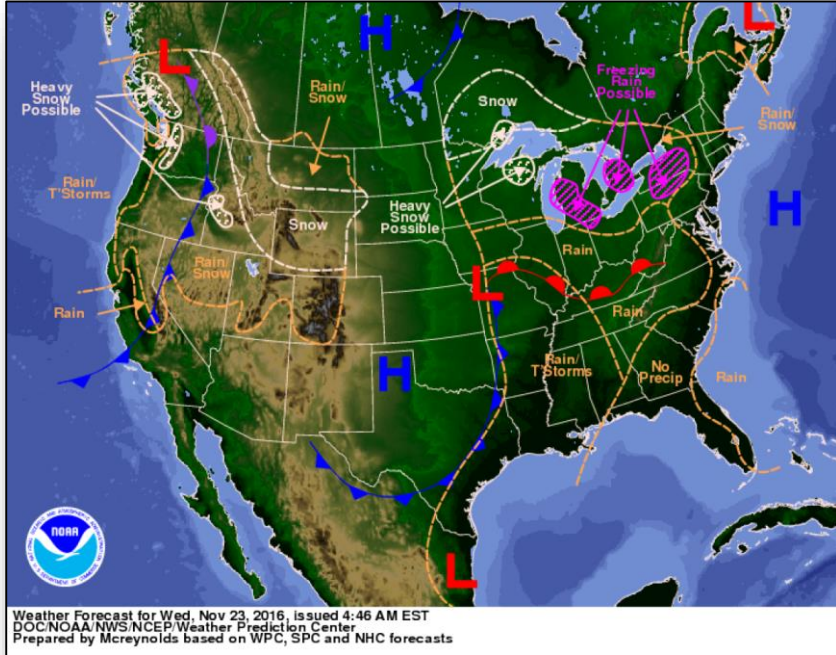 L
H
L
Heavy
Snow
Possible
Rain/
Snow
Snow
Freezing
Rain
Possible
Rain/
Snow
Rain/
T'Storms
Heavy
Snow
Possible
Snow
H
Rain/
Snow
Rain
Rain
L
Rain
H
Rain/
T'Storms
No
Precip
Rain
L
NOAA
Weather Forecast for Wed, Nov 23, 2016, issued 4:46 AM EST
DOC/NOAA/NWS/NCEP/Weather Prediction Center
Prepared by Mcreynolds based on WPC, SPC and NHC forecasts